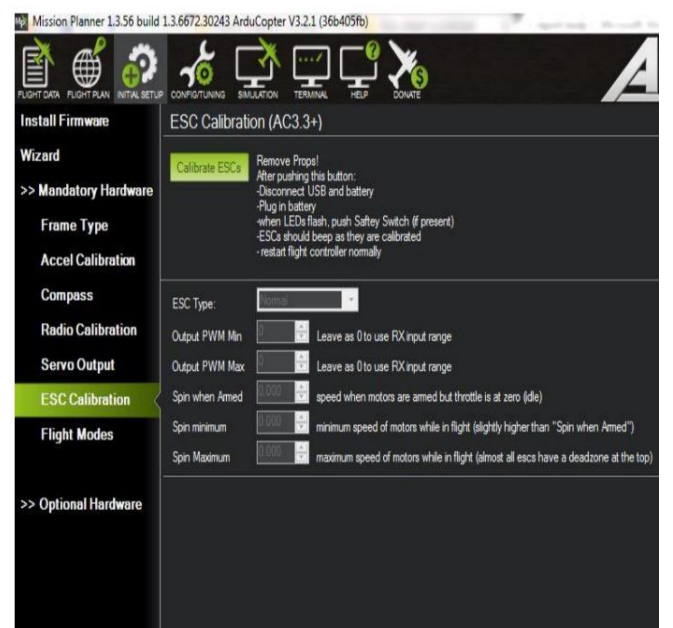 Mission Planner 1.3.56 build 1.3.6672.30243 ArduCopter V3.2.1 (36b405fb)
FLIGHT DATA FLIGHT PLAN INITIAL SETUP CONFIG/TUNING SIMULATION TERMINAL HELP DONATE
Install Firmware
Wizard
>> Mandatory Hardware
Frame Type
Accel Calibration
Compass
Radio Calibration
Servo Output
ESC Calibration
Flight Modes
>> Optional Hardware
ESC Calibration (AC3.3+)
Calibrate ESCs
Remove Props!
After pushing this button:
-Disconnect USB and battery
-Plug in battery
-when LEDs flash, push Saftey Switch (if present)
-ESCs should beep as they are calibrated
- restart flight controller normally
ESC Type: Normal
Output PWM Min 0 Leave as 0 to use RX input range
Output PWM Max 0 Leave as 0 to use RX input range
Spin when Armed 0.000 speed when motors are armed but throttle is at zero (idle)
Spin minimum 0.000 minimum speed of motors while in flight (slightly higher than "Spin when Armed")
Spin Maximum 0.000 maximum speed of motors while in flight (almost all escs have a deadzone at the top)